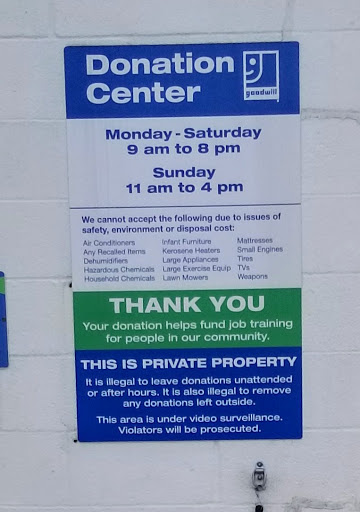 Donation
Center
goodwill
Monday - Saturday
9 am to 8 pm
Sunday
11 am to 4 pm
We cannot accept the following due to issues of
safety, environment or disposal cost:
Air Conditioners
Any Recalled Items
Dehumidifiers
Hazardous Chemicals
Household Chemicals
Infant Furniture
Kerosene Heaters
Large Appliances
Large Exercise Equip
Lawn Mowers
Mattresses
Small Engines
Tires
TVs
Weapons
THANK YOU
Your donation helps fund job training
for people in our community.
THIS IS PRIVATE PROPERTY
It is illegal to leave donations unattended
or after hours. It is also illegal to remove
any donations left outside.
This area is under video surveillance.
Violators will be prosecuted.